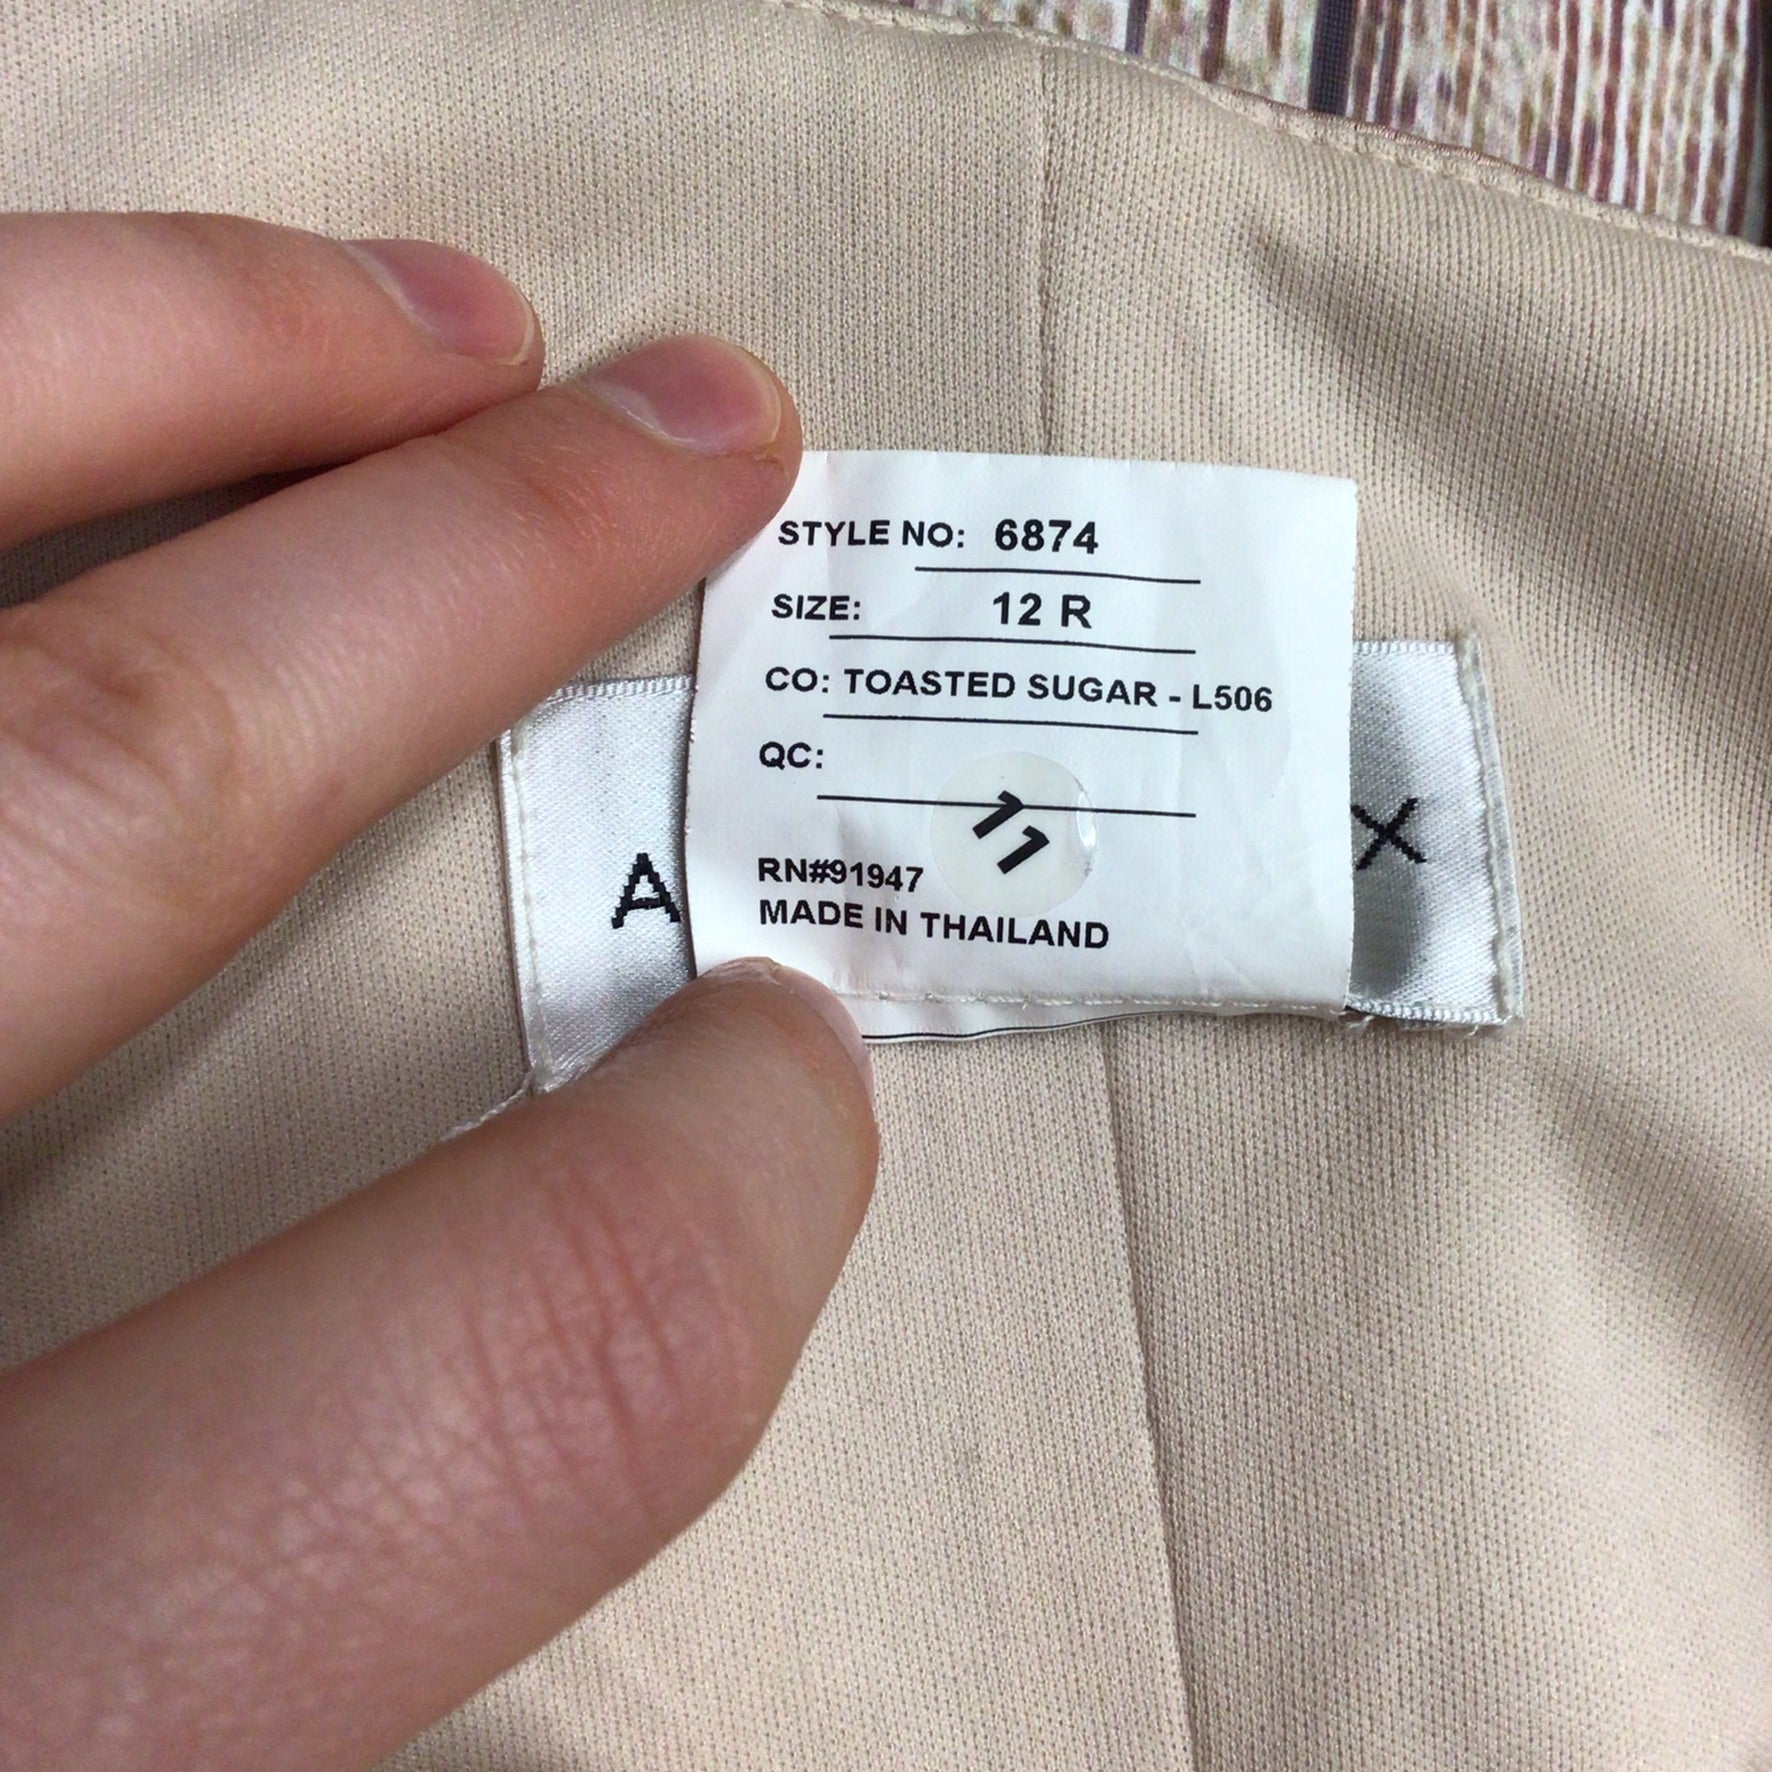 STYLE NO: 6874
SIZE: 12 R
CO: TOASTED SUGAR - L506
QC:
11
RN#91947
MADE IN THAILAND
A
X